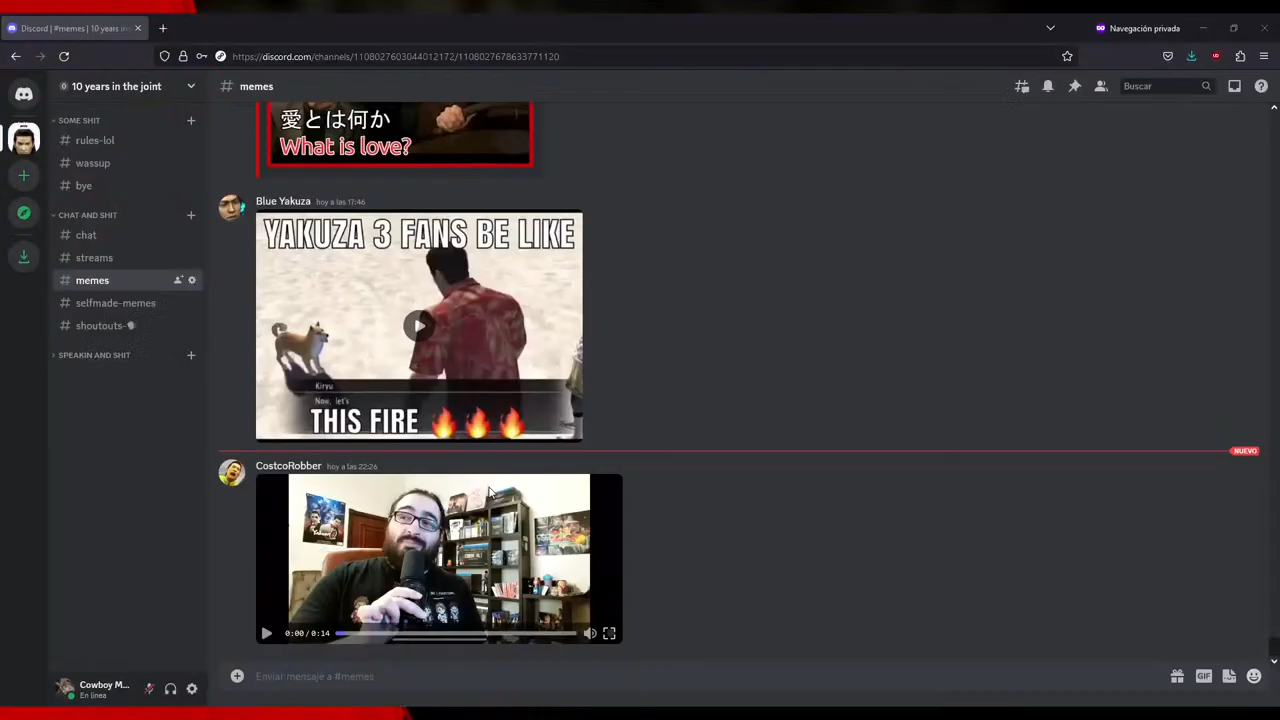 Discord | #memes | 10 years in
Navegación privada
https://discord.com/channels/1108027603044012172/1108027678633771120
10 years in the joint
memes
Buscar
SOME SHIT
rules-lol
wassup
bye
CHAT AND SHIT
chat
streams
memes
selfmade-memes
shoutouts-
SPEAKIN AND SHIT
愛とは何か
What is love?
Blue Yakuza hoy a las 17:46
YAKUZA 3 FANS BE LIKE
Kiryu
Now, let's
THIS FIRE 🔥🔥🔥
NUEVO
CostcoRobber hoy a las 22:26
0:00 / 0:14
Cowboy M...
En línea
Enviar mensaje a #memes
GIF